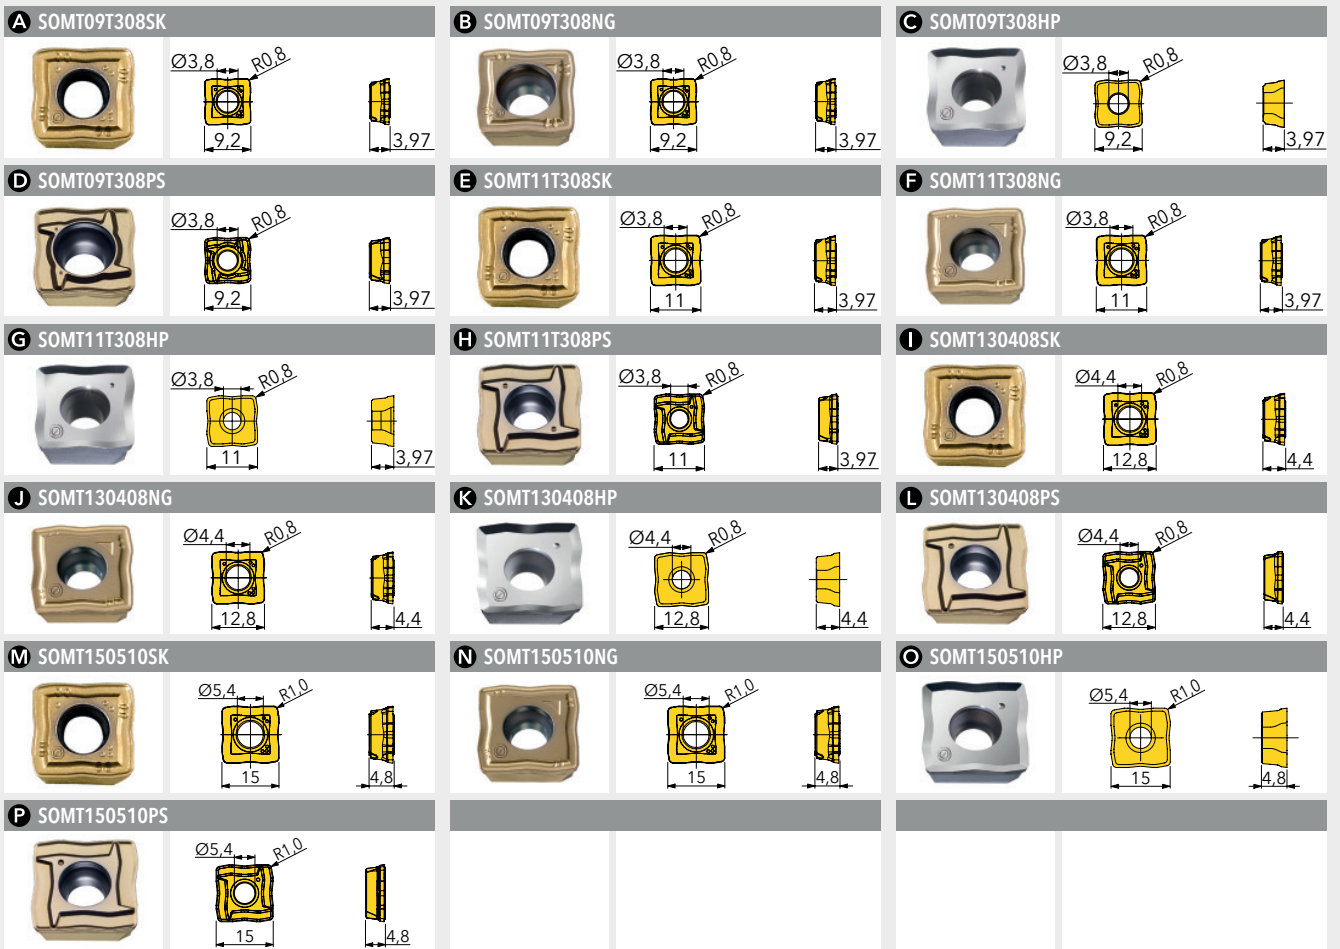 A SOMT09T308SK
Ø3,8 R0,8
9,2 3,97
B SOMT09T308NG
Ø3,8 R0,8
9,2 3,97
C SOMT09T308HP
Ø3,8 R0,8
9,2 3,97
D SOMT09T308PS
Ø3,8 R0,8
9,2 3,97
E SOMT11T308SK
Ø3,8 R0,8
11 3,97
F SOMT11T308NG
Ø3,8 R0,8
11 3,97
G SOMT11T308HP
Ø3,8 R0,8
11 3,97
H SOMT11T308PS
Ø3,8 R0,8
11 3,97
I SOMT130408SK
Ø4,4 R0,8
12,8 4,4
J SOMT130408NG
Ø4,4 R0,8
12,8 4,4
K SOMT130408HP
Ø4,4 R0,8
12,8 4,4
L SOMT130408PS
Ø4,4 R0,8
12,8 4,4
M SOMT150510SK
Ø5,4 R1,0
15 4,8
N SOMT150510NG
Ø5,4 R1,0
15 4,8
O SOMT150510HP
Ø5,4 R1,0
15 4,8
P SOMT150510PS
Ø5,4 R1,0
15 4,8